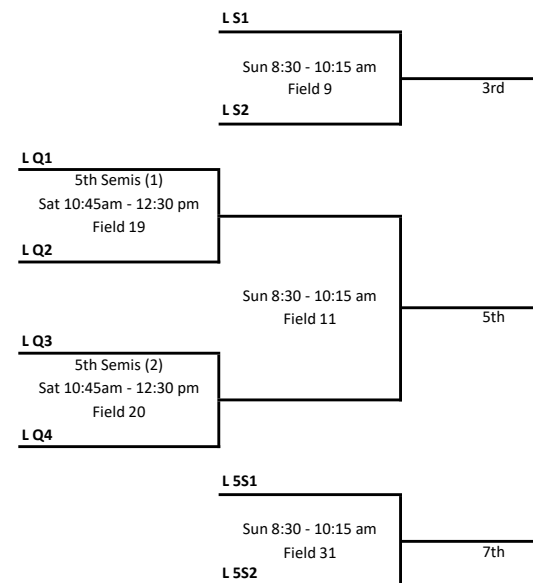 L S1
Sun 8:30 - 10:15 am
Field 9
3rd
L S2
L Q1
5th Semis (1)
Sat 10:45am - 12:30 pm
Field 19
L Q2
Sun 8:30 - 10:15 am
Field 11
5th
L Q3
5th Semis (2)
Sat 10:45am - 12:30 pm
Field 20
L Q4
L 5S1
Sun 8:30 - 10:15 am
Field 31
7th
L 5S2